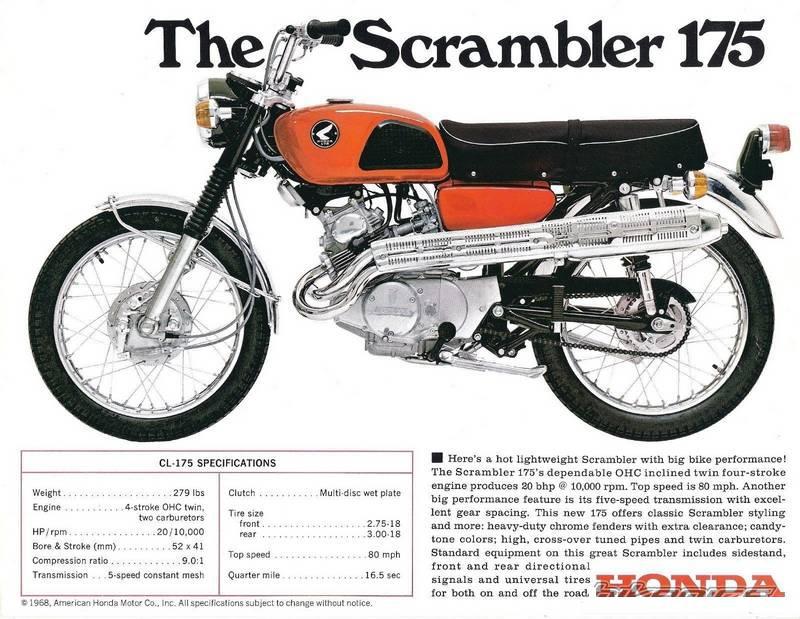 The Scrambler 175
CL-175 SPECIFICATIONS
Weight . . . . . . . . . . . . . . . . . . . . . . 279 lbs
Engine . . . . . . . . . . . 4-stroke OHC twin,
two carburetors
HP/rpm . . . . . . . . . . . . . . . . . . 20/10,000
Bore & Stroke (mm) . . . . . . . . . . . 52 x 41
Compression ratio . . . . . . . . . . . . . 9.0:1
Transmission . . . 5-speed constant mesh
Clutch . . . . . . . . . . Multi-disc wet plate
Tire size
front . . . . . . . . . . . . . . . . . . . . 2.75-18
rear . . . . . . . . . . . . . . . . . . . . 3.00-18
Top speed . . . . . . . . . . . . . . . . . 80 mph
Quarter mile . . . . . . . . . . . . . . 16.5 sec
© 1968, American Honda Motor Co., Inc. All specifications subject to change without notice.
■ Here's a hot lightweight Scrambler with big bike performance!
The Scrambler 175's dependable OHC inclined twin four-stroke
engine produces 20 bhp @ 10,000 rpm. Top speed is 80 mph. Another
big performance feature is its five-speed transmission with excel-
lent gear spacing. This new 175 offers classic Scrambler styling
and more: heavy-duty chrome fenders with extra clearance; candy-
tone colors; high, cross-over tuned pipes and twin carburetors.
Standard equipment on this great Scrambler includes sidestand,
front and rear directional
signals and universal tires
for both on and off the road.
HONDA